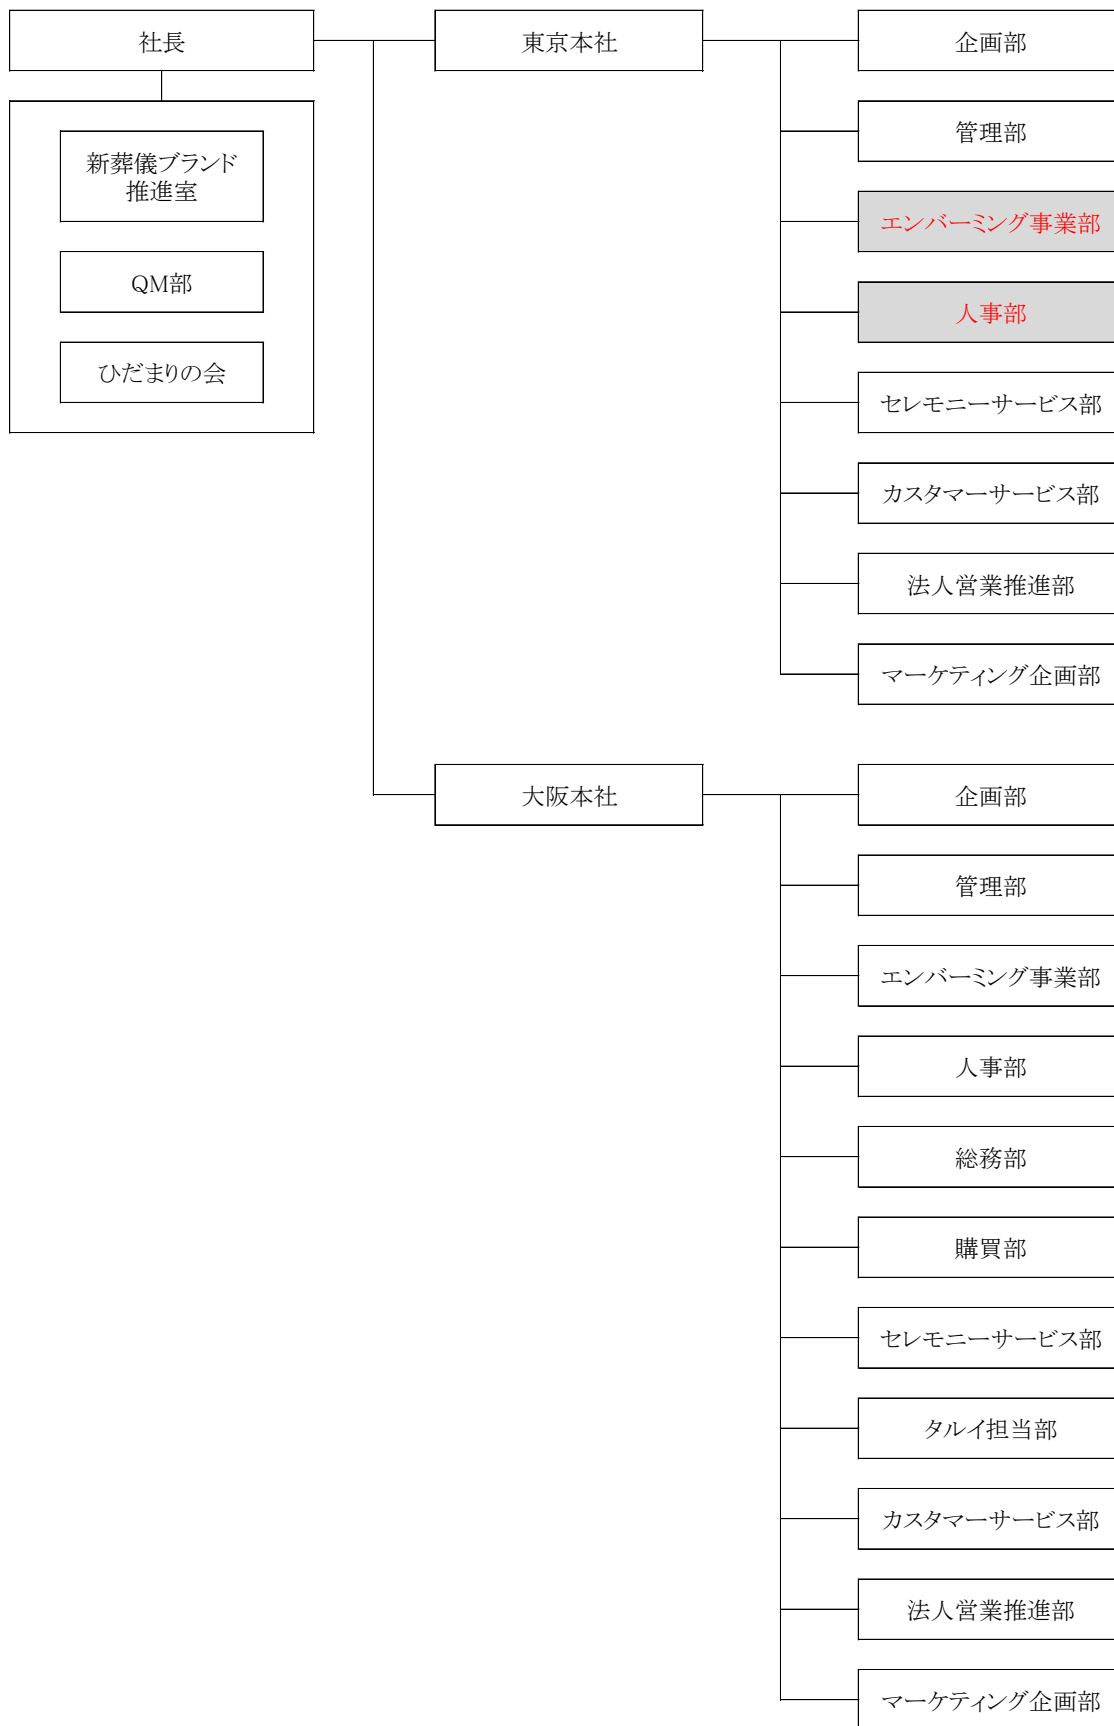 社長
新葬儀ブランド
推進室
QM部
ひだまりの会
東京本社
企画部
管理部
エンバーミング事業部
人事部
セレモニーサービス部
カスタマーサービス部
法人営業推進部
マーケティング企画部
大阪本社
企画部
管理部
エンバーミング事業部
人事部
総務部
購買部
セレモニーサービス部
タルイ担当部
カスタマーサービス部
法人営業推進部
マーケティング企画部